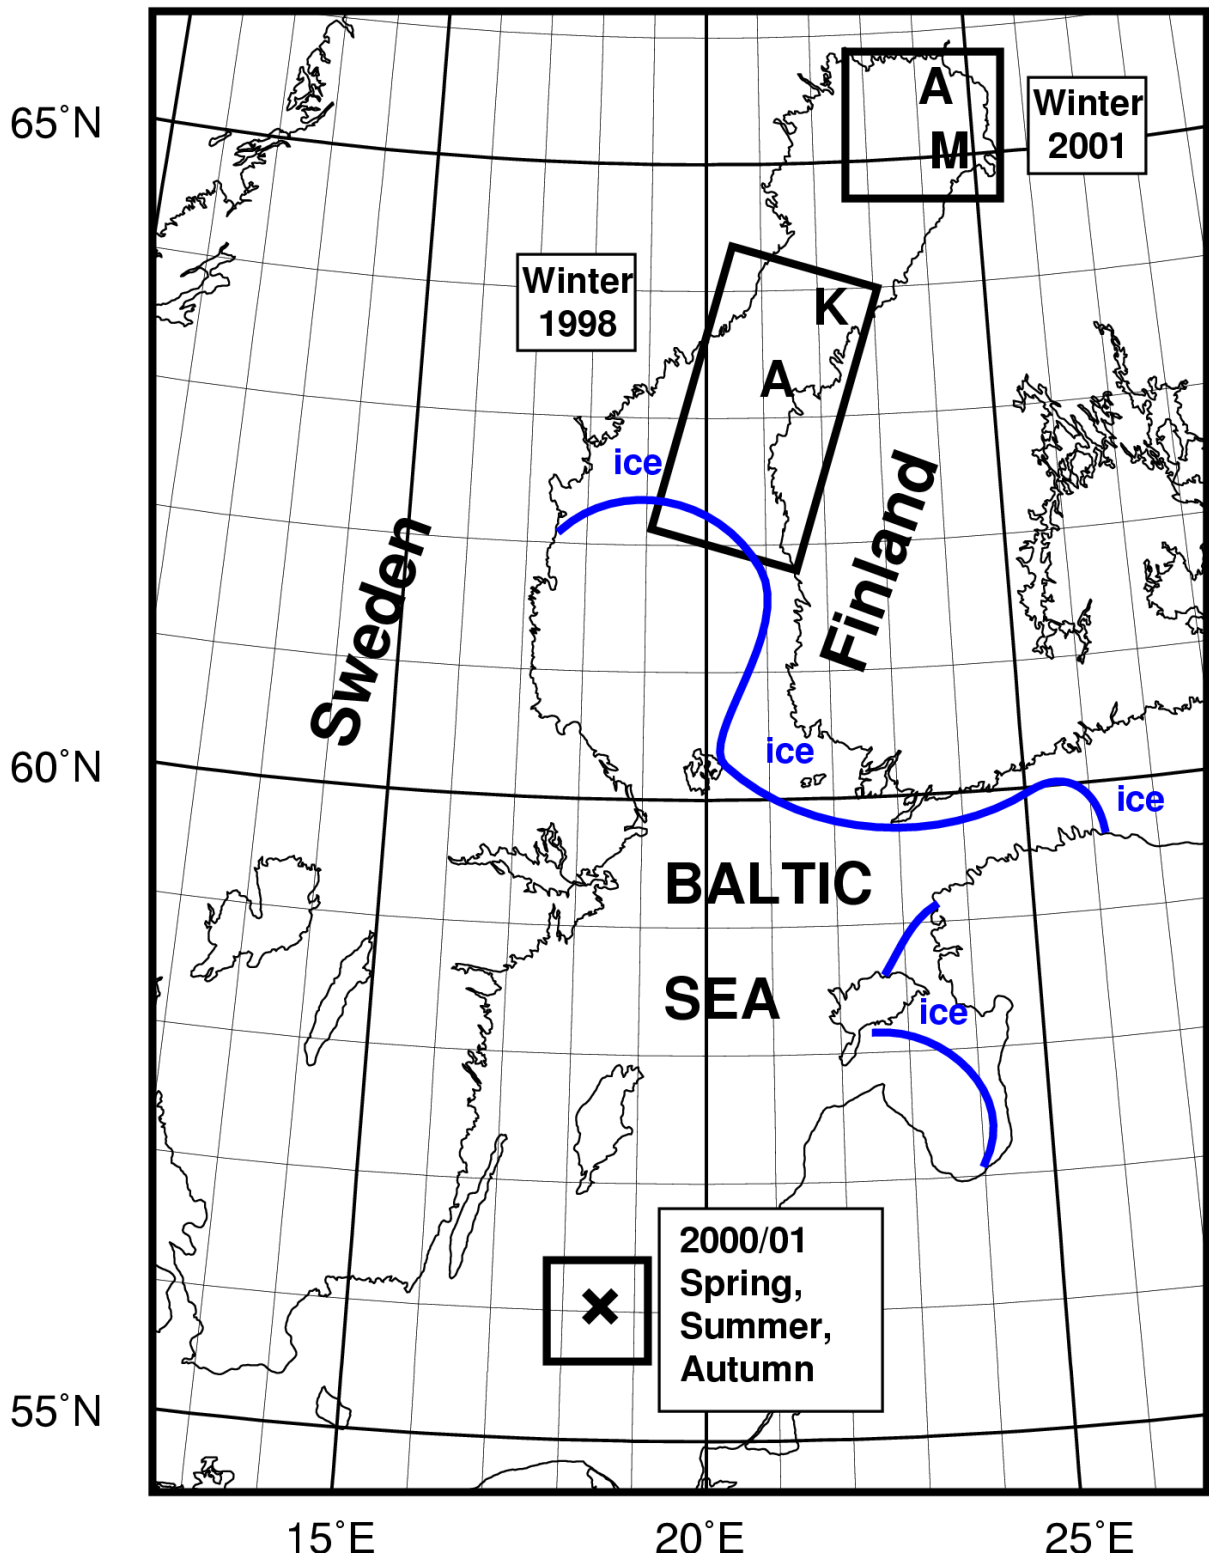 65°N
A
Winter
2001
M
Winter
1998
K
A
ice
Sweden
Finland
60°N
ice
ice
BALTIC
SEA
ice
2000/01
Spring,
Summer,
Autumn
55°N
15°E
20°E
25°E